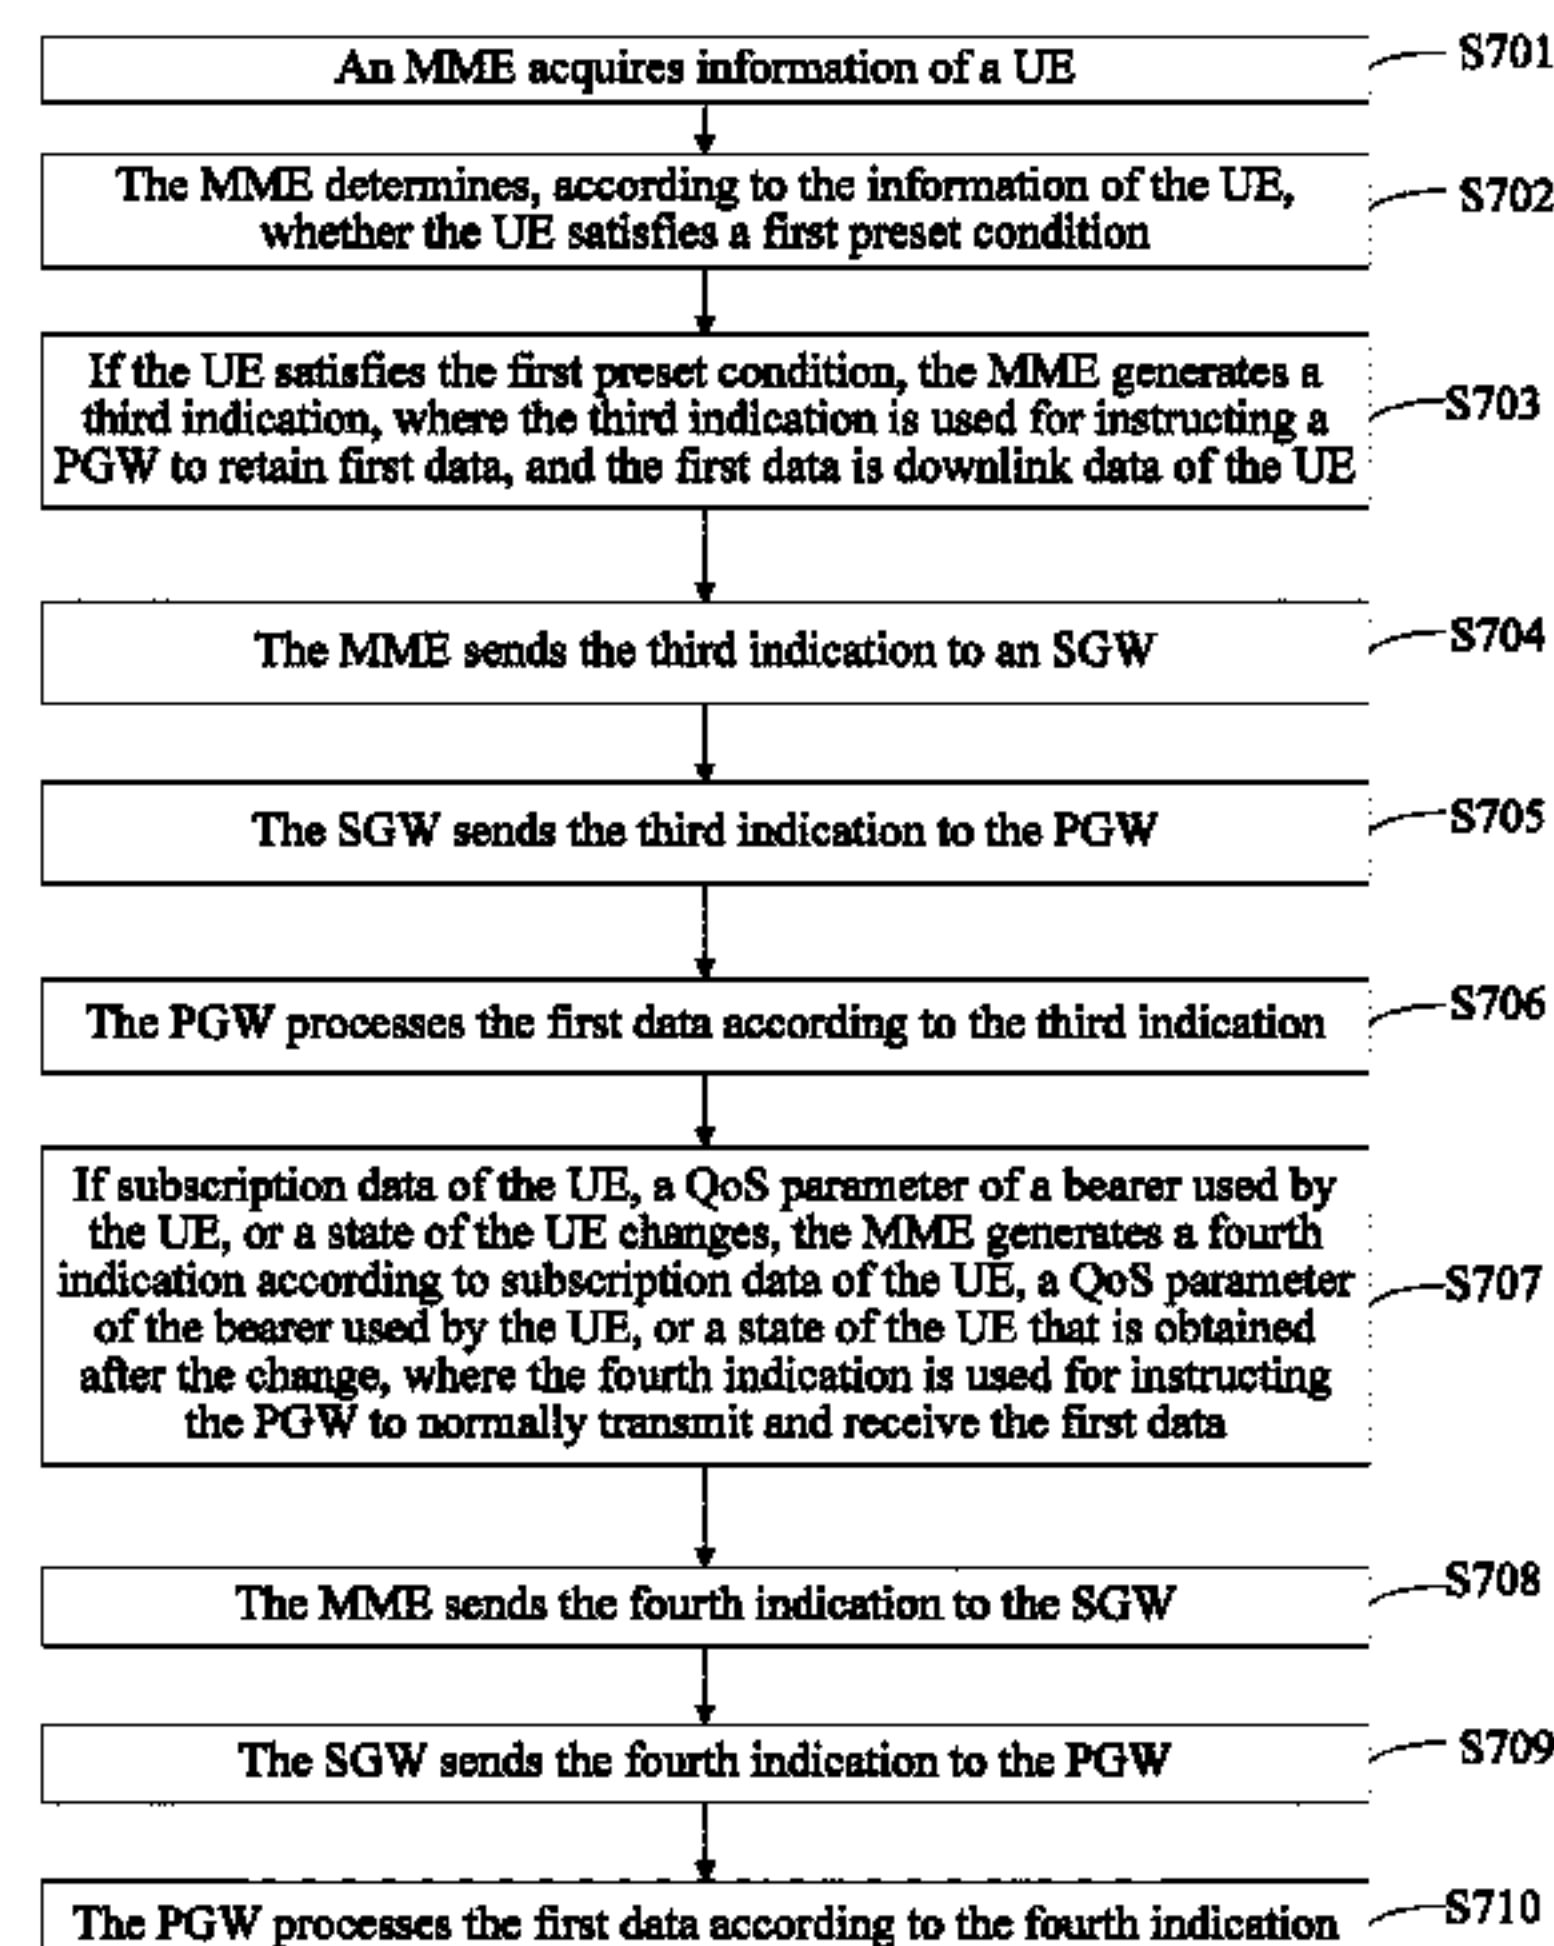 An MME acquires information of a UE
S701
The MME determines, according to the information of the UE,
whether the UE satisfies a first preset condition
S702
If the UE satisfies the first preset condition, the MME generates a
third indication, where the third indication is used for instructing a
PGW to retain first data, and the first data is downlink data of the UE
S703
The MME sends the third indication to an SGW
S704
The SGW sends the third indication to the PGW
S705
The PGW processes the first data according to the third indication
S706
If subscription data of the UE, a QoS parameter of a bearer used by
the UE, or a state of the UE changes, the MME generates a fourth
indication according to subscription data of the UE, a QoS parameter
of the bearer used by the UE, or a state of the UE that is obtained
after the change, where the fourth indication is used for instructing
the PGW to normally transmit and receive the first data
S707
The MME sends the fourth indication to the SGW
S708
The SGW sends the fourth indication to the PGW
S709
The PGW processes the first data according to the fourth indication
S710